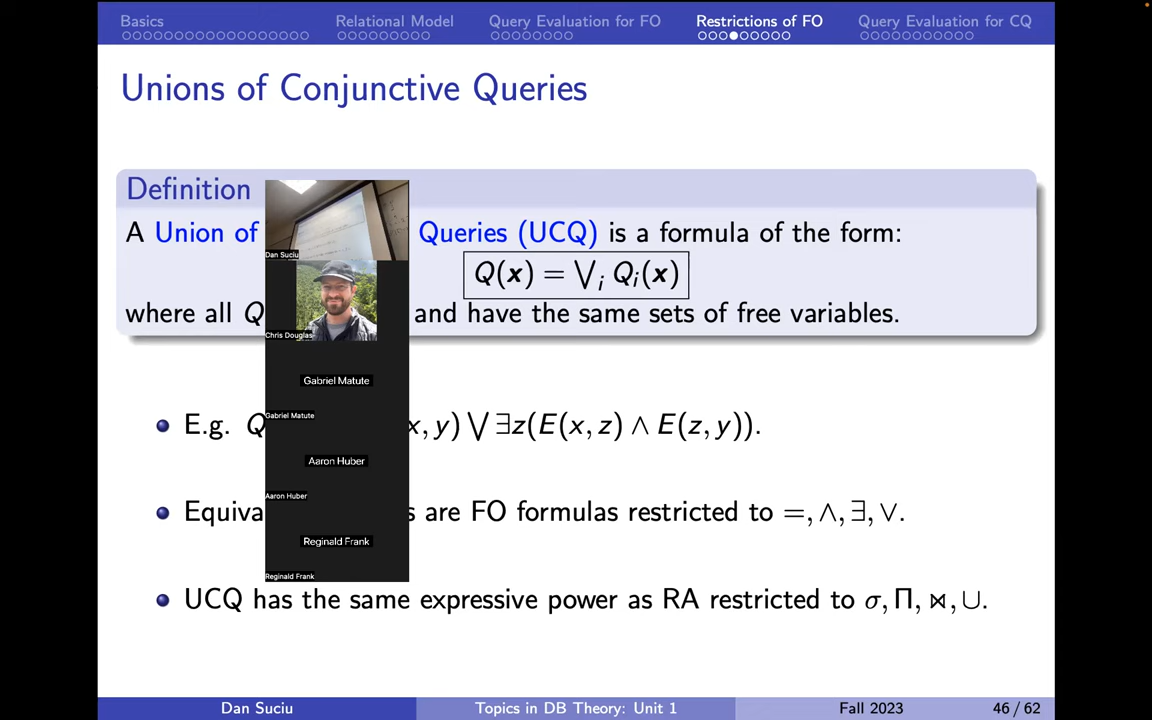 Basics Relational Model Query Evaluation for FO Restrictions of FO Query Evaluation for CQ
Unions of Conjunctive Queries
Definition
A Union of Queries (UCQ) is a formula of the form:
Q(x) = ⋁i Qi(x)
where all Q and have the same sets of free variables.
Dan Suciu
Chris Douglas
Gabriel Matute
Gabriel Matute
E.g. Q x, y) ⋁ ∃z(E(x, z) ∧ E(z, y)).
Aaron Huber
Aaron Huber
Equiva s are FO formulas restricted to =, ∧, ∃, ∨.
Reginald Frank
Reginald Frank
UCQ has the same expressive power as RA restricted to σ, Π, ⋈, ∪.
Dan Suciu Topics in DB Theory: Unit 1 Fall 2023 46 / 62